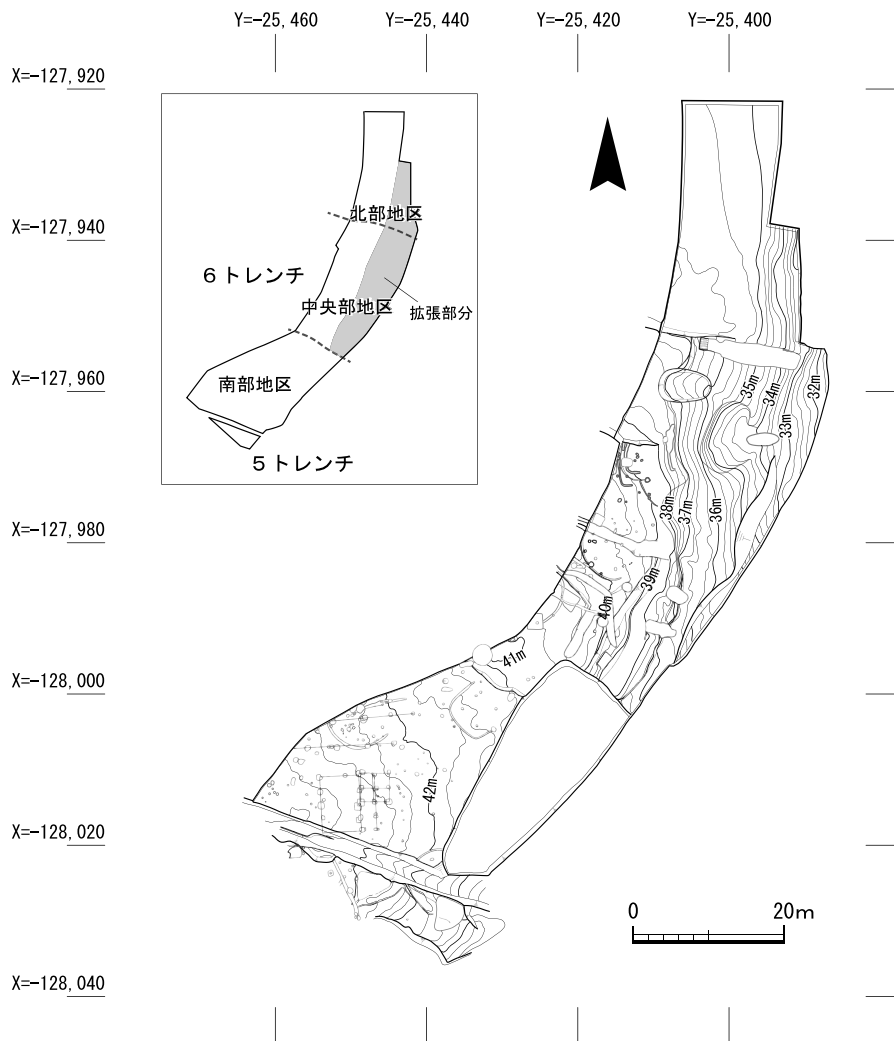 Y=-25,460
Y=-25,440
Y=-25,420
Y=-25,400
X=-127,920
X=-127,940
X=-127,960
X=-127,980
X=-128,000
X=-128,020
X=-128,040
北部地区
6トレンチ
中央部地区
拡張部分
南部地区
5トレンチ
35m
34m
33m
32m
38m
37m
36m
39m
40m
41m
42m
0
20m